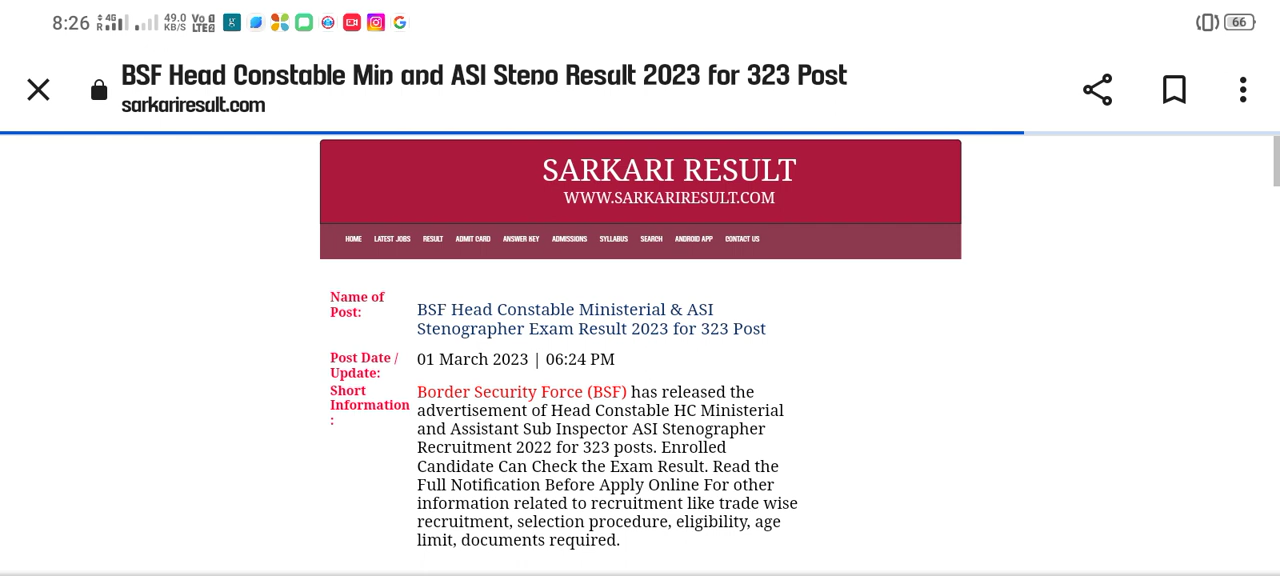 8:26 4G R 49.0 KB/S Vo 1 LTE 2 66
BSF Head Constable Min and ASI Steno Result 2023 for 323 Post
sarkariresult.com
SARKARI RESULT
WWW.SARKARIRESULT.COM
HOME LATEST JOBS RESULT ADMIT CARD ANSWER KEY ADMISSIONS SYLLABUS SEARCH ANDROID APP CONTACT US
Name of
Post:
BSF Head Constable Ministerial & ASI
Stenographer Exam Result 2023 for 323 Post
Post Date /
Update:
01 March 2023 | 06:24 PM
Short
Information
:
Border Security Force (BSF) has released the
advertisement of Head Constable HC Ministerial
and Assistant Sub Inspector ASI Stenographer
Recruitment 2022 for 323 posts. Enrolled
Candidate Can Check the Exam Result. Read the
Full Notification Before Apply Online For other
information related to recruitment like trade wise
recruitment, selection procedure, eligibility, age
limit, documents required.